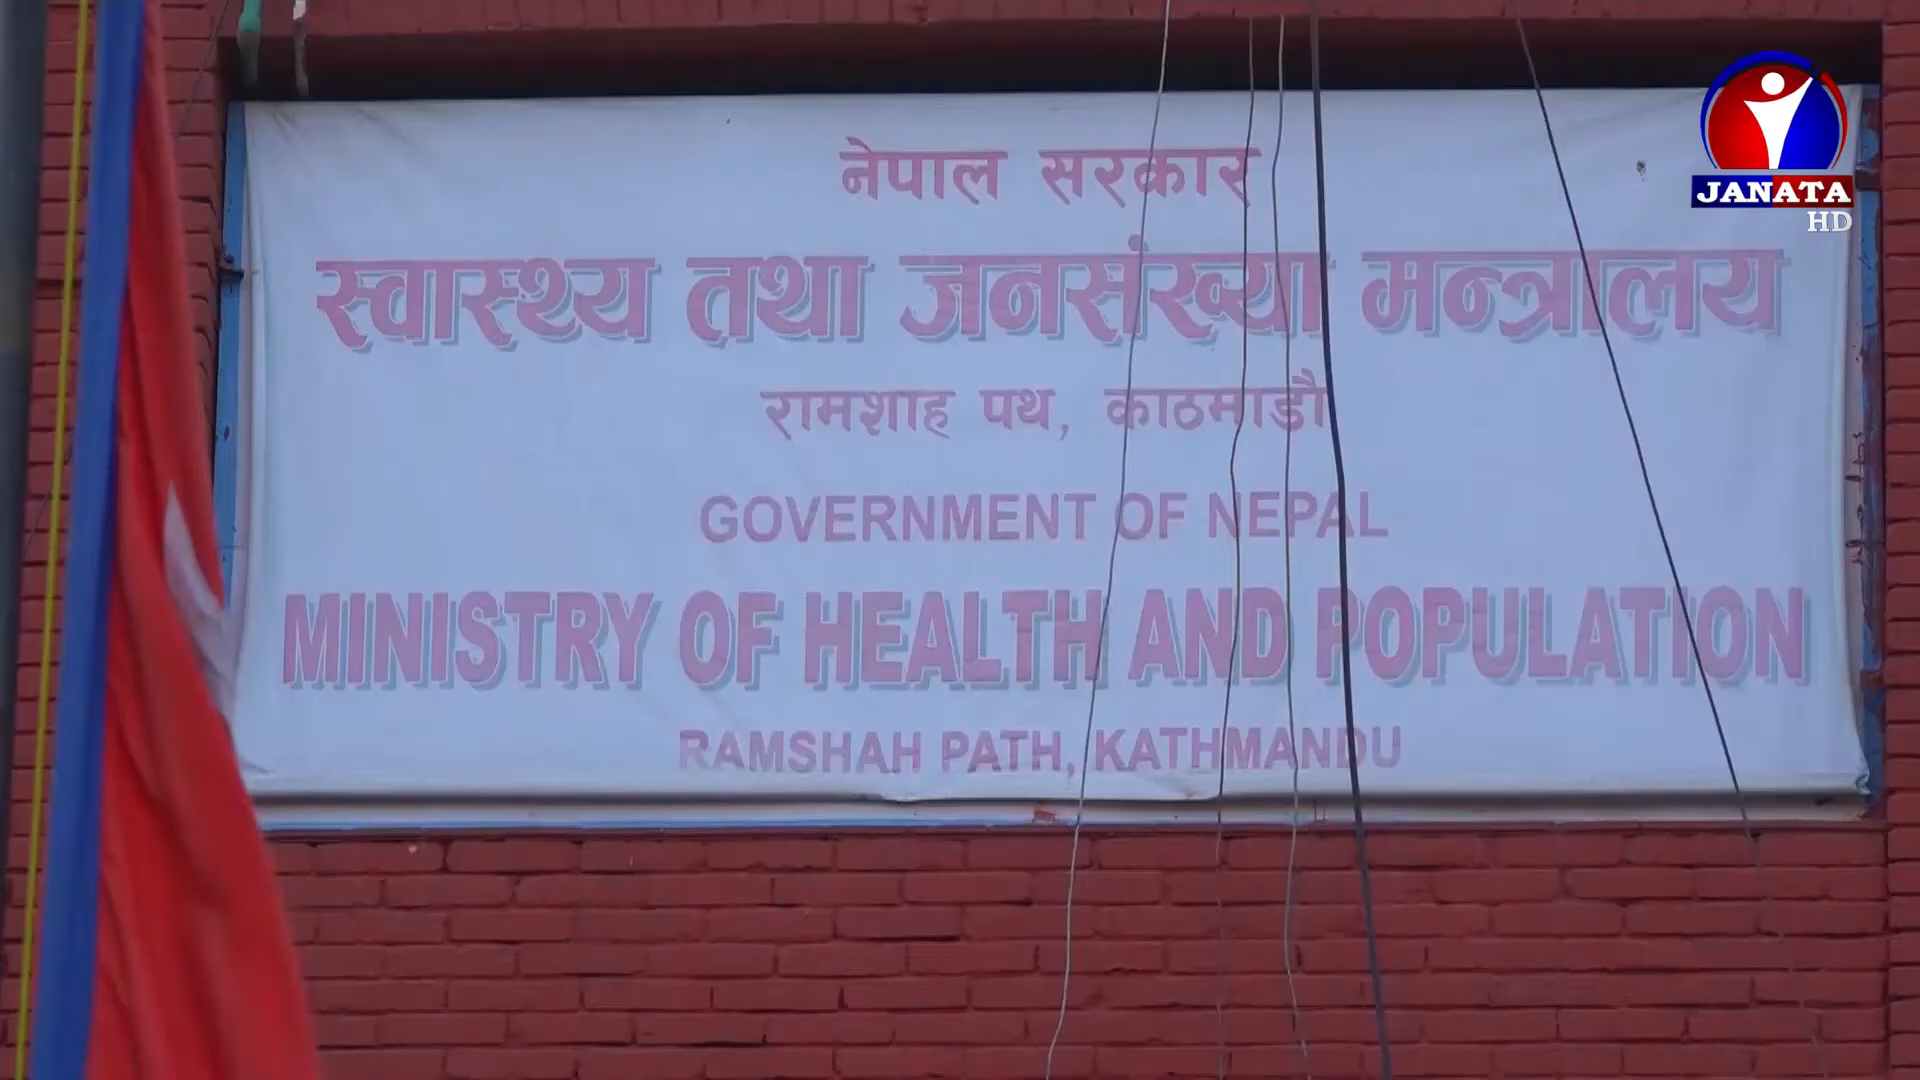 नेपाल सरकार
स्वास्थ्य तथा जनसंख्या मन्त्रालय
रामशाह पथ, काठमाडौ
GOVERNMENT OF NEPAL
MINISTRY OF HEALTH AND POPULATION
RAMSHAH PATH, KATHMANDU
JANATA
HD